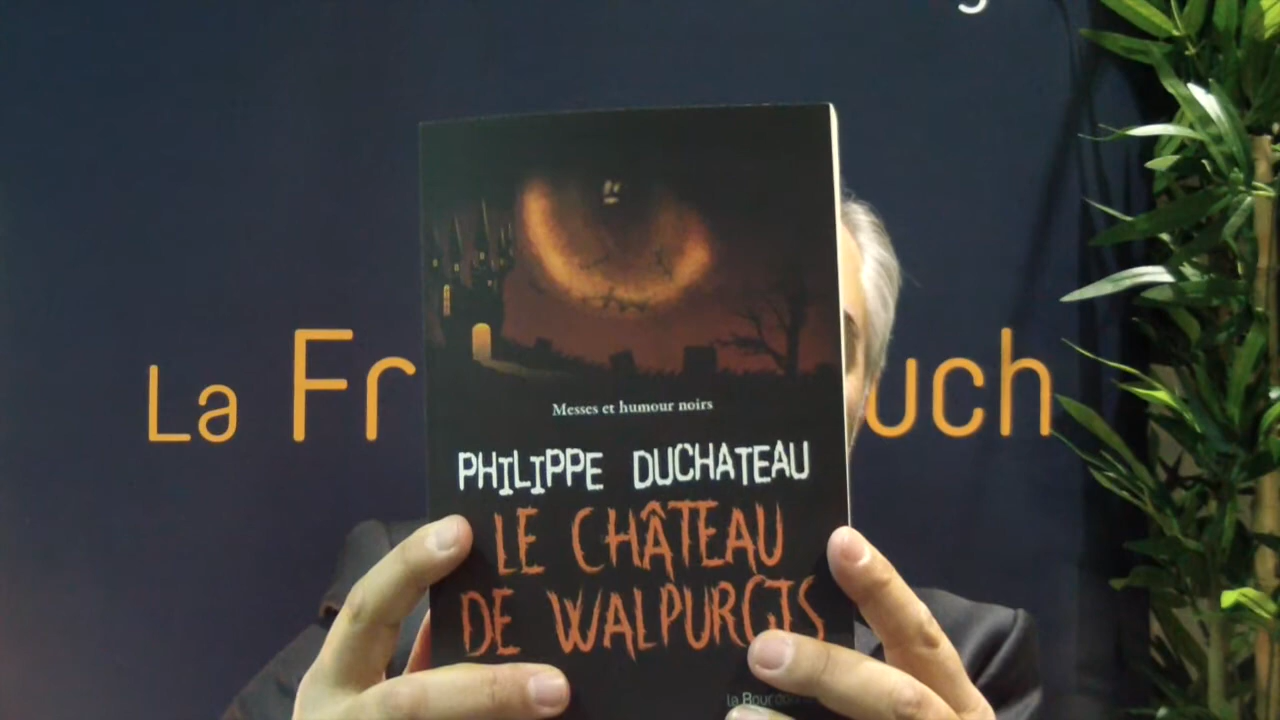 La Fr uch
Messes et humour noirs
PHILIPPE DUCHATEAU
LE CHÂTEAU
DE WALPURGIS